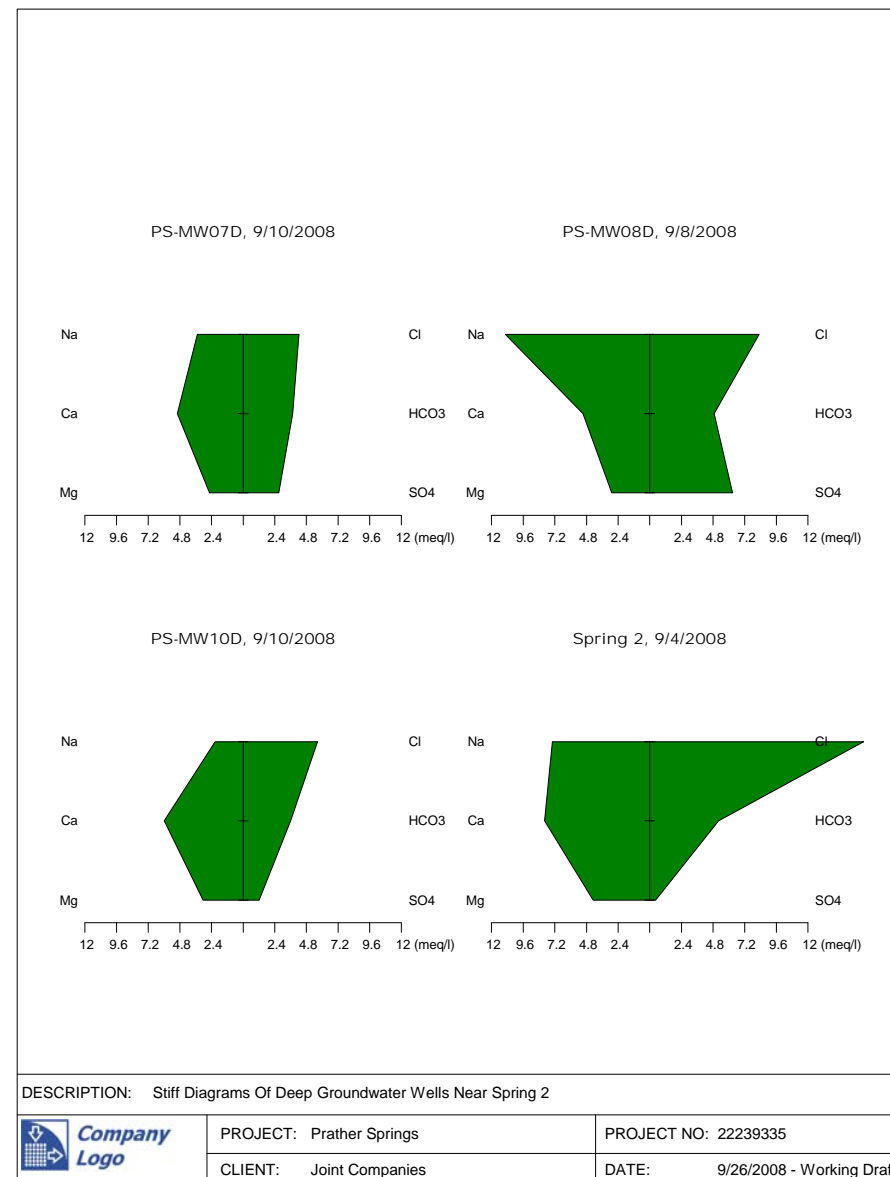 PS-MW07D, 9/10/2008
Na Cl
Ca HCO3
Mg SO4
12 9.6 7.2 4.8 2.4 2.4 4.8 7.2 9.6 12 (meq/l)
PS-MW08D, 9/8/2008
Na Cl
Ca HCO3
Mg SO4
12 9.6 7.2 4.8 2.4 2.4 4.8 7.2 9.6 12 (meq/l)
PS-MW10D, 9/10/2008
Na Cl
Ca HCO3
Mg SO4
12 9.6 7.2 4.8 2.4 2.4 4.8 7.2 9.6 12 (meq/l)
Spring 2, 9/4/2008
Na Cl
Ca HCO3
Mg SO4
12 9.6 7.2 4.8 2.4 2.4 4.8 7.2 9.6 12 (meq/l)
DESCRIPTION: Stiff Diagrams Of Deep Groundwater Wells Near Spring 2
Company
Logo
PROJECT: Prather Springs
PROJECT NO: 22239335
CLIENT: Joint Companies
DATE: 9/26/2008 - Working Draf